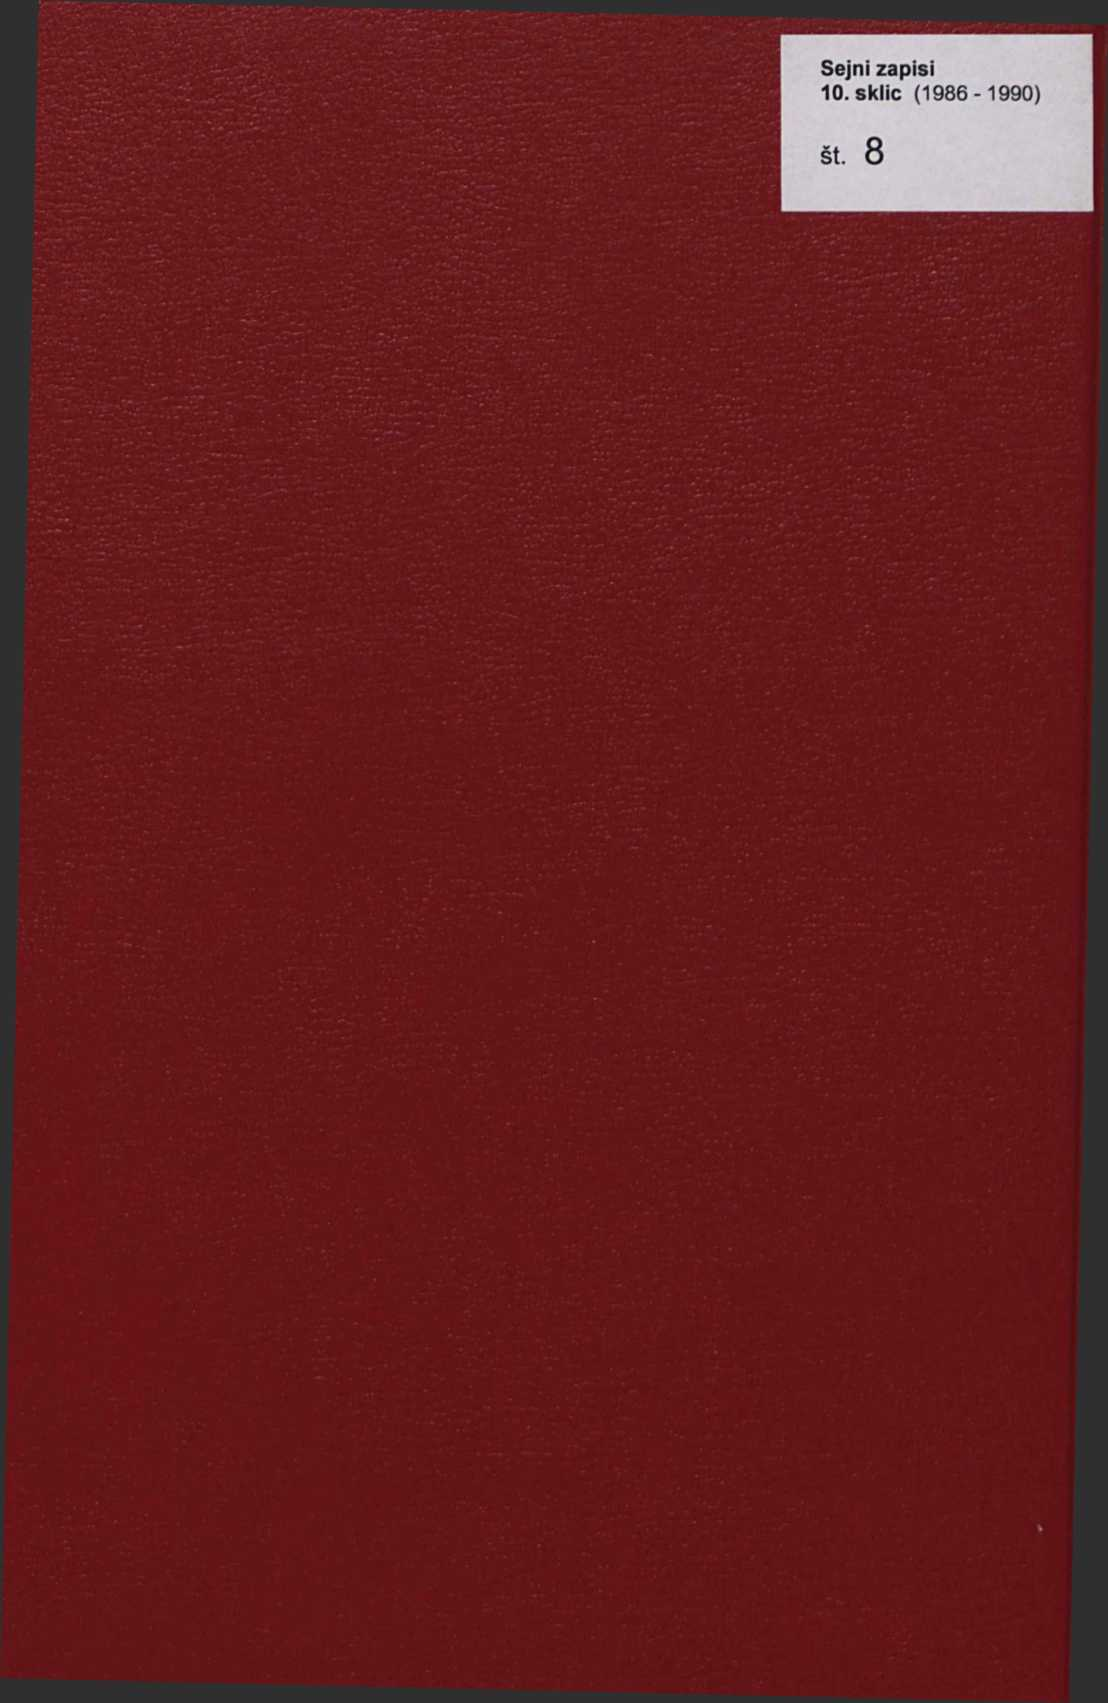 Sejni zapisi
10. sklic (1986 - 1990)
št. 8